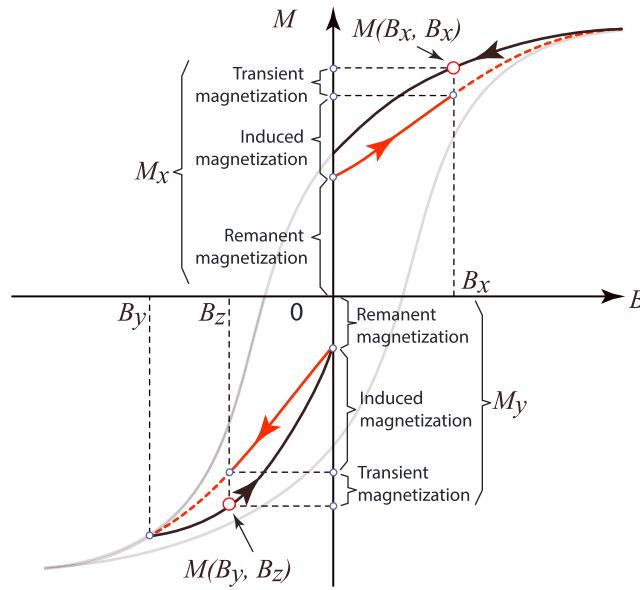 M
M(Bx, Bx)
Transient
magnetization
Induced
magnetization
Mx
Remanent
magnetization
By
Bz
0
Bx
B
Remanent
magnetization
Induced
magnetization
My
Transient
magnetization
M(By, Bz)